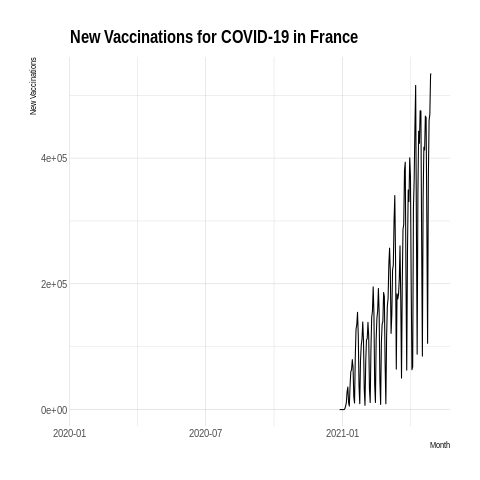 New Vaccinations for COVID-19 in France
New Vaccinations
4e+05
2e+05
0e+00
2020-01 2020-07 2021-01
Month